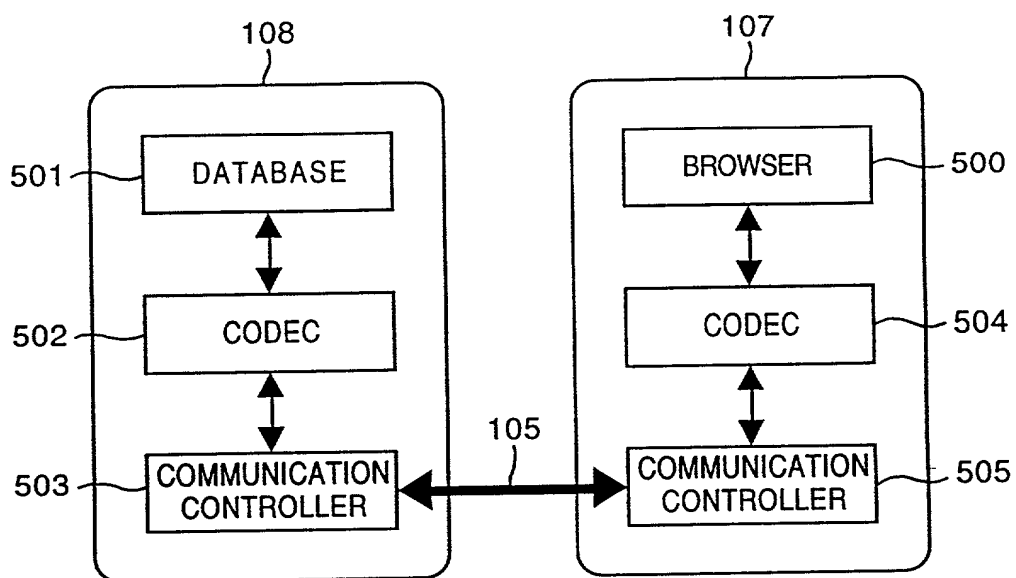 108
107
501
DATABASE
BROWSER
500
502
CODEC
CODEC
504
105
503
COMMUNICATION
CONTROLLER
COMMUNICATION
CONTROLLER
505